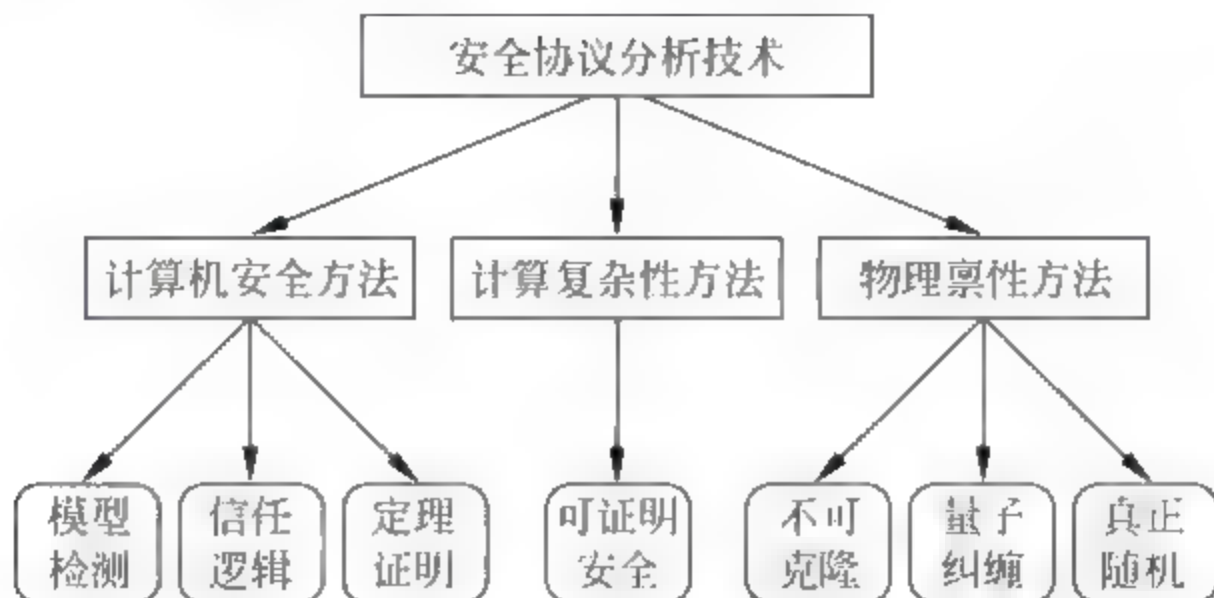 安全协议分析技术
计算机安全方法
计算复杂性方法
物理禀性方法
模型
检测
信任
逻辑
定理
证明
可证明
安全
不可
克隆
量子
纠缠
真正
随机